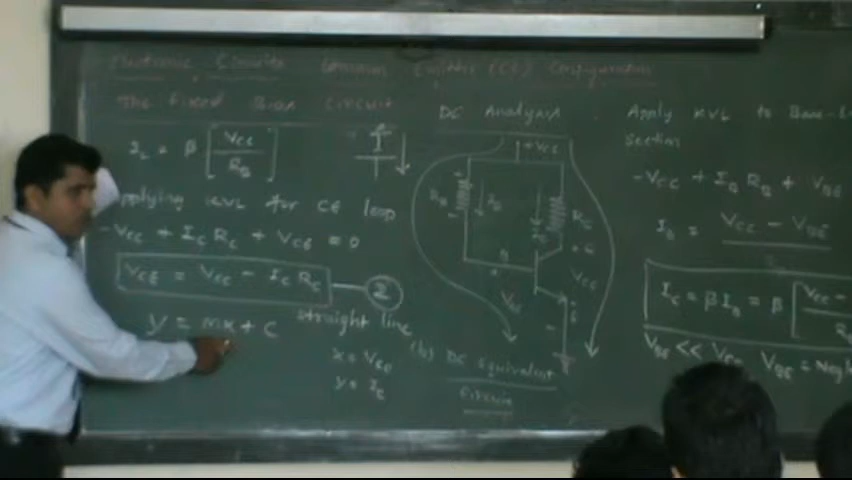 Electronic Circuits Common Emitter (CE) Configuration
The Fixed Bias Circuit
I_C = β [V_CC / R_B]
Applying KVL for CE loop
-V_CC + I_C R_C + V_CE = 0
V_CE = V_CC - I_C R_C — 2
y = mx + c straight line
x = V_CE
y = I_C
DC Analysis
+V_CC
R_B
I_B
R_C
B
C
V_CE
E
(b) DC Equivalent
Circuit
Apply KVL to Base-
section
-V_CC + I_B R_B + V_BE
I_B = V_CC - V_BE
I_C = β I_B = β [V_CC -
R_B
V_BE << V_CC V_BE = Neg